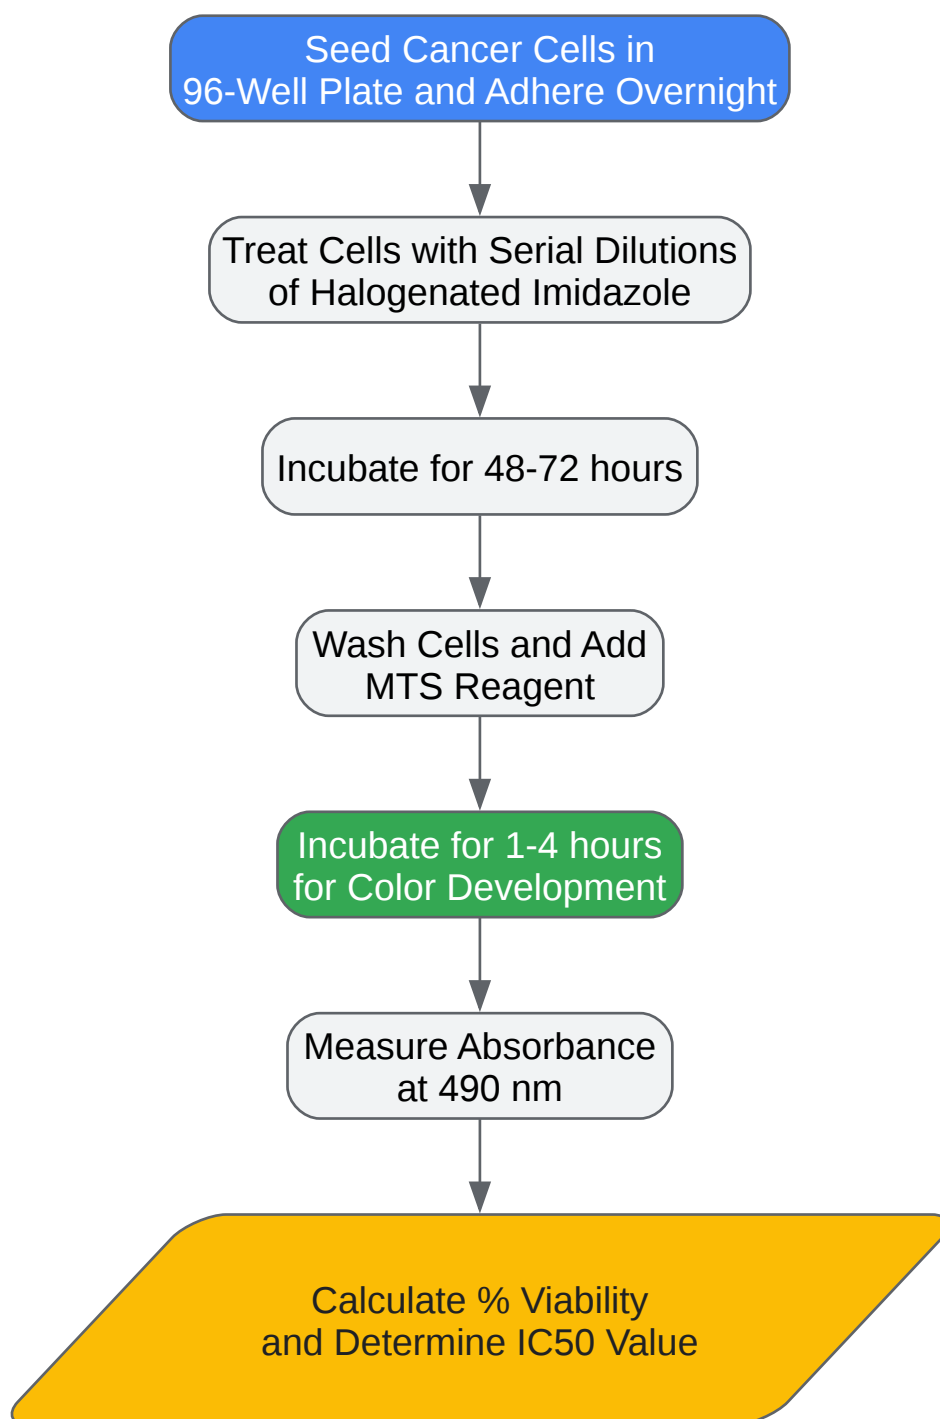 Seed Cancer Cells in
96-Well Plate and Adhere Overnight
Treat Cells with Serial Dilutions
of Halogenated Imidazole
Incubate for 48-72 hours
Wash Cells and Add
MTS Reagent
Incubate for 1-4 hours
for Color Development
Measure Absorbance
at 490 nm
Calculate % Viability
and Determine IC50 Value